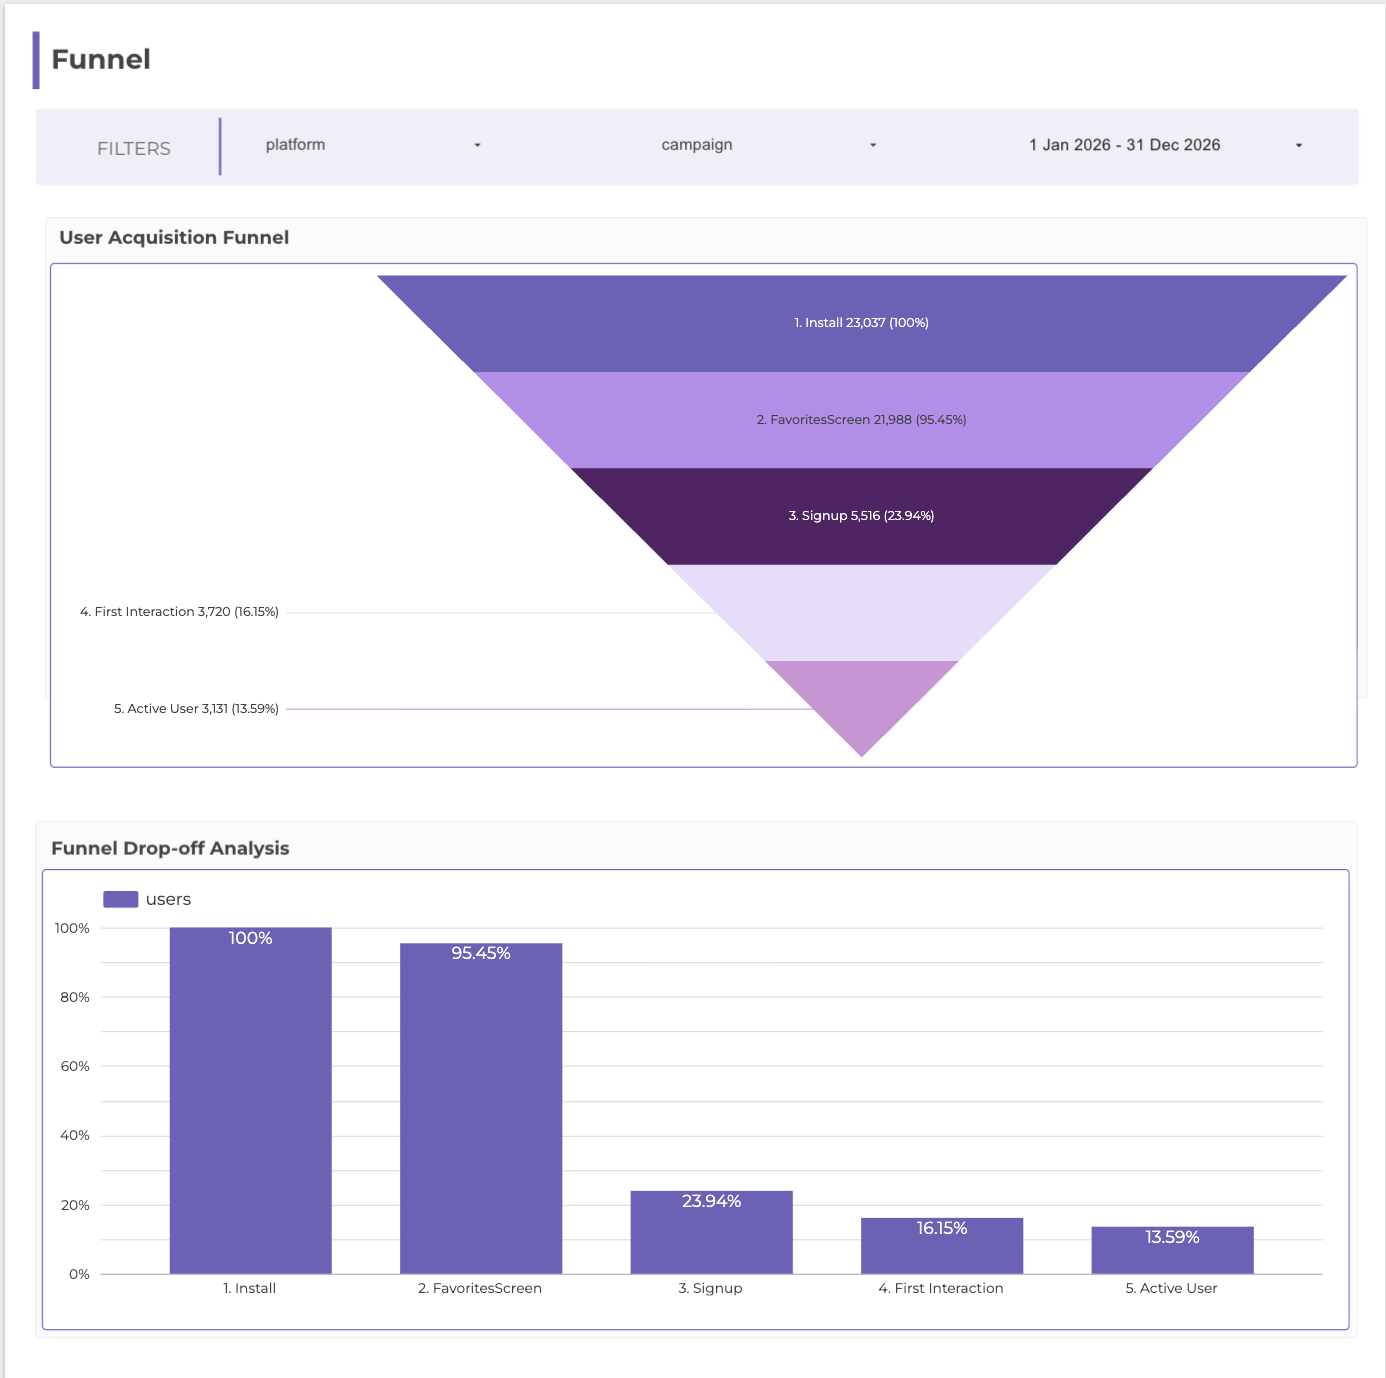 Funnel
FILTERS
platform
campaign
1 Jan 2026 - 31 Dec 2026
User Acquisition Funnel
1. Install 23,037 (100%)
2. FavoritesScreen 21,988 (95.45%)
3. Signup 5,516 (23.94%)
4. First Interaction 3,720 (16.15%)
5. Active User 3,131 (13.59%)
Funnel Drop-off Analysis
users
100%
80%
60%
40%
20%
0%
100%
95.45%
23.94%
16.15%
13.59%
1. Install
2. FavoritesScreen
3. Signup
4. First Interaction
5. Active User